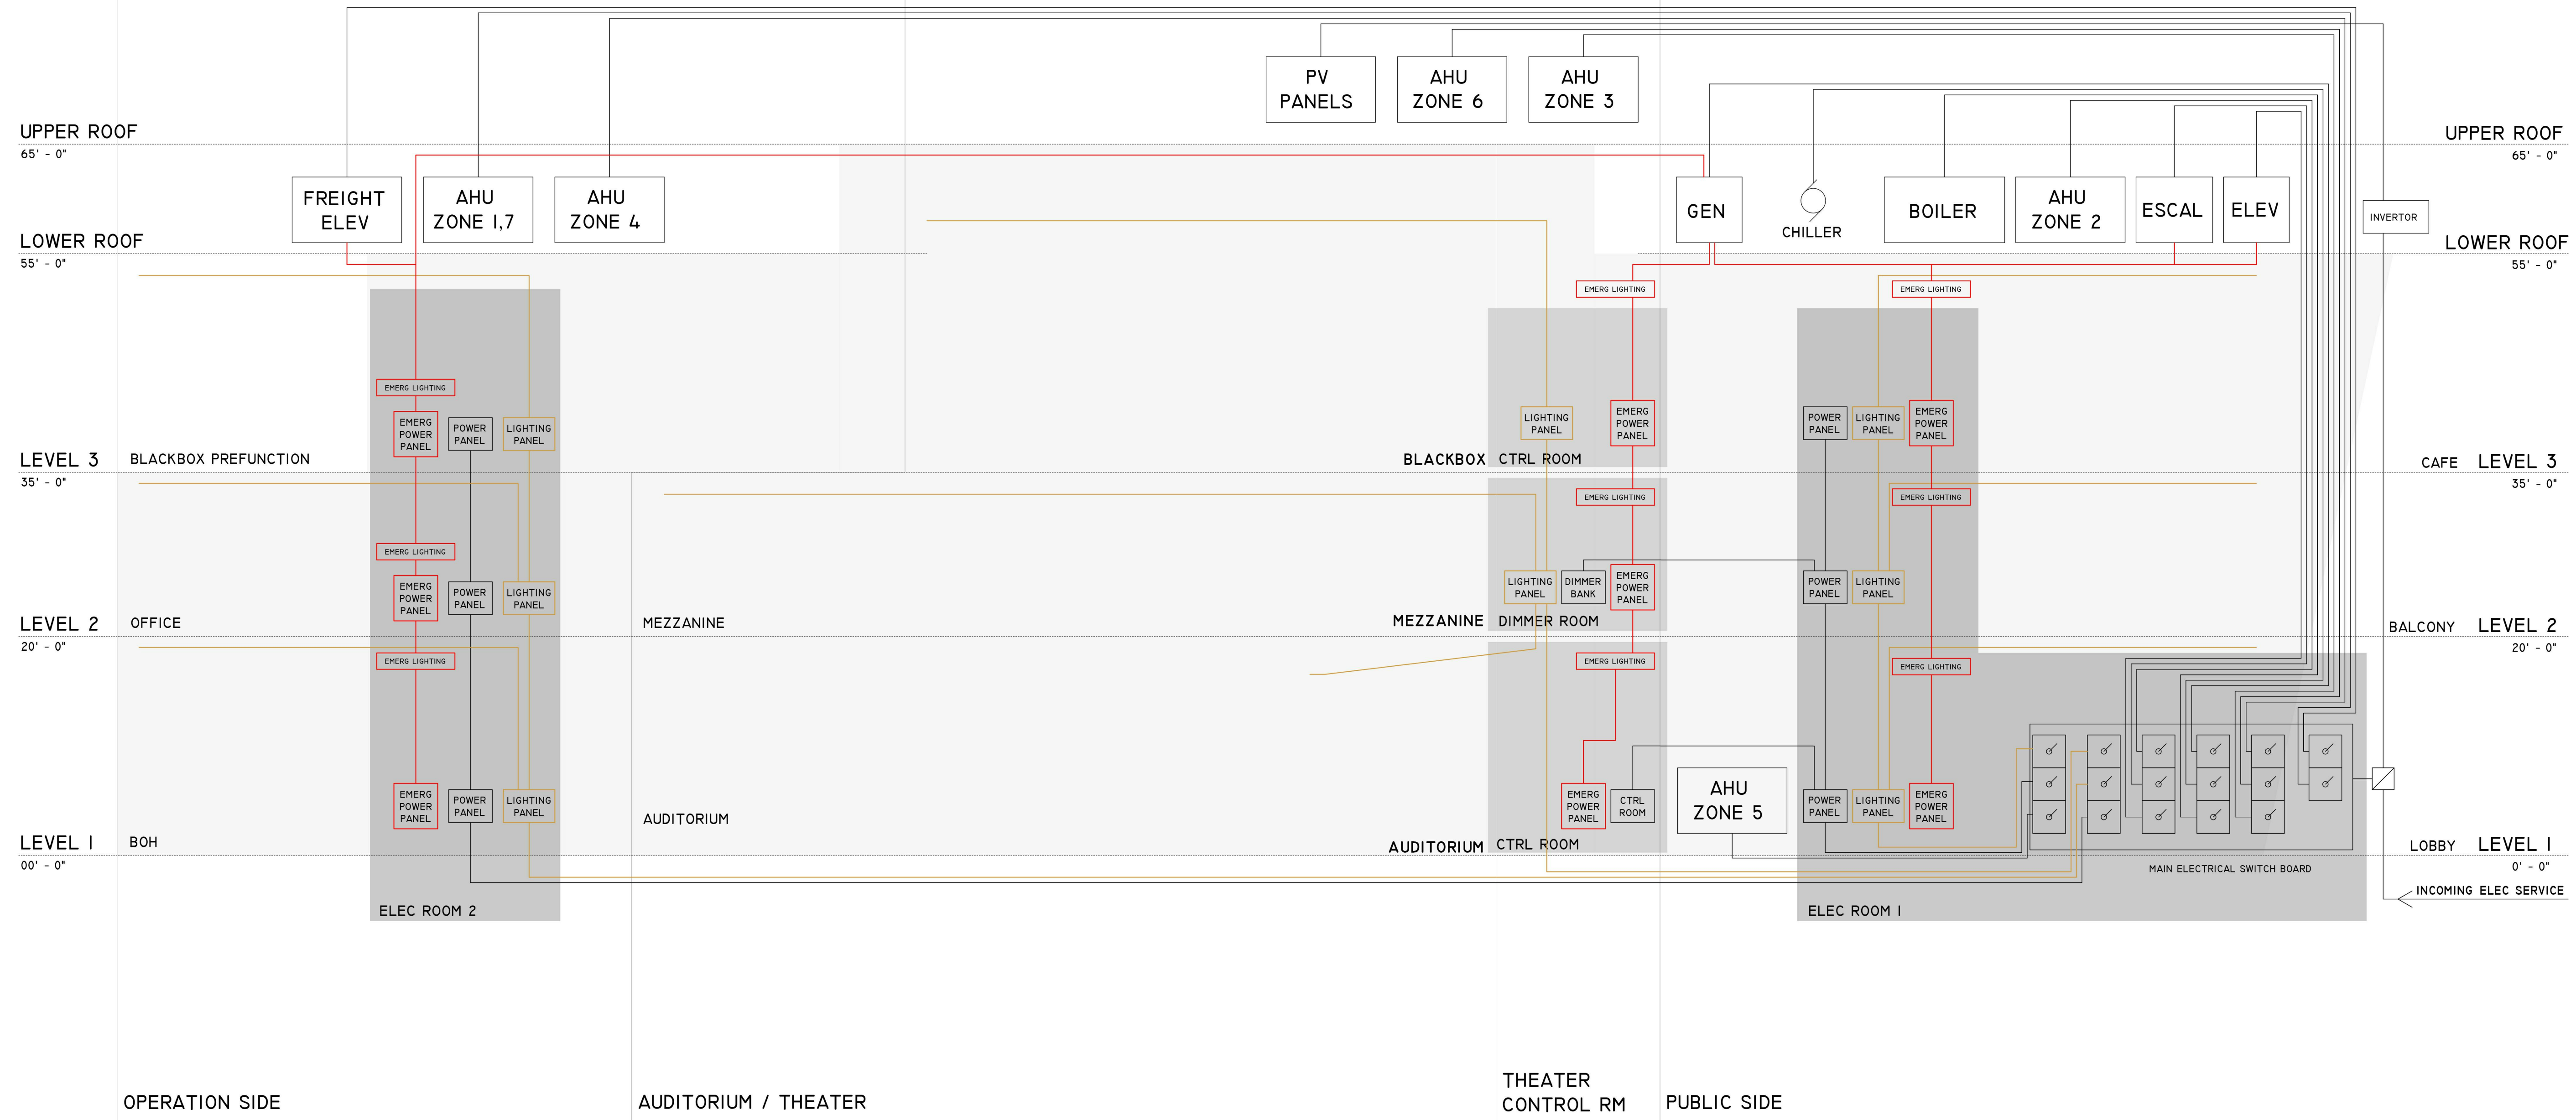 PV
PANELS
AHU
ZONE 6
AHU
ZONE 3
UPPER ROOF
65' - 0"
UPPER ROOF
65' - 0"
FREIGHT
ELEV
AHU
ZONE 1,7
AHU
ZONE 4
GEN
CHILLER
BOILER
AHU
ZONE 2
ESCAL
ELEV
INVERTOR
LOWER ROOF
55' - 0"
LOWER ROOF
55' - 0"
EMERG LIGHTING
EMERG LIGHTING
EMERG LIGHTING
EMERG
POWER
PANEL
POWER
PANEL
LIGHTING
PANEL
LIGHTING
PANEL
EMERG
POWER
PANEL
POWER
PANEL
LIGHTING
PANEL
EMERG
POWER
PANEL
LEVEL 3
35' - 0"
BLACKBOX PREFUNCTION
BLACKBOX
CTRL ROOM
CAFE
LEVEL 3
35' - 0"
EMERG LIGHTING
EMERG LIGHTING
EMERG LIGHTING
EMERG
POWER
PANEL
POWER
PANEL
LIGHTING
PANEL
LIGHTING
PANEL
DIMMER
BANK
EMERG
POWER
PANEL
POWER
PANEL
LIGHTING
PANEL
LEVEL 2
20' - 0"
OFFICE
MEZZANINE
MEZZANINE
DIMMER ROOM
BALCONY
LEVEL 2
20' - 0"
EMERG LIGHTING
EMERG LIGHTING
EMERG LIGHTING
EMERG
POWER
PANEL
POWER
PANEL
LIGHTING
PANEL
EMERG
POWER
PANEL
CTRL
ROOM
AHU
ZONE 5
POWER
PANEL
LIGHTING
PANEL
EMERG
POWER
PANEL
LEVEL 1
00' - 0"
BOH
AUDITORIUM
AUDITORIUM
CTRL ROOM
LOBBY
LEVEL 1
0' - 0"
MAIN ELECTRICAL SWITCH BOARD
INCOMING ELEC SERVICE
ELEC ROOM 2
ELEC ROOM 1
OPERATION SIDE
AUDITORIUM / THEATER
THEATER
CONTROL RM
PUBLIC SIDE